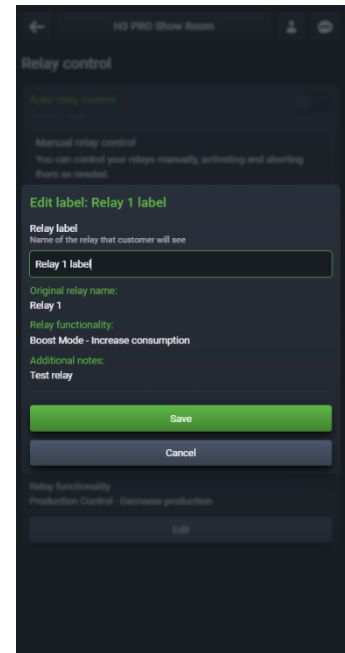 H3 PRO Show Room
Relay control
Auto relay control
Manual relay control
You can control your relays manually, activating and aborting
them as needed.
Edit label: Relay 1 label
Relay label
Name of the relay that customer will see
Relay 1 label
Original relay name:
Relay 1
Relay functionality:
Boost Mode - Increase consumption
Additional notes:
Test relay
Save
Cancel
Relay functionality
Production Control - Decrease production
Edit